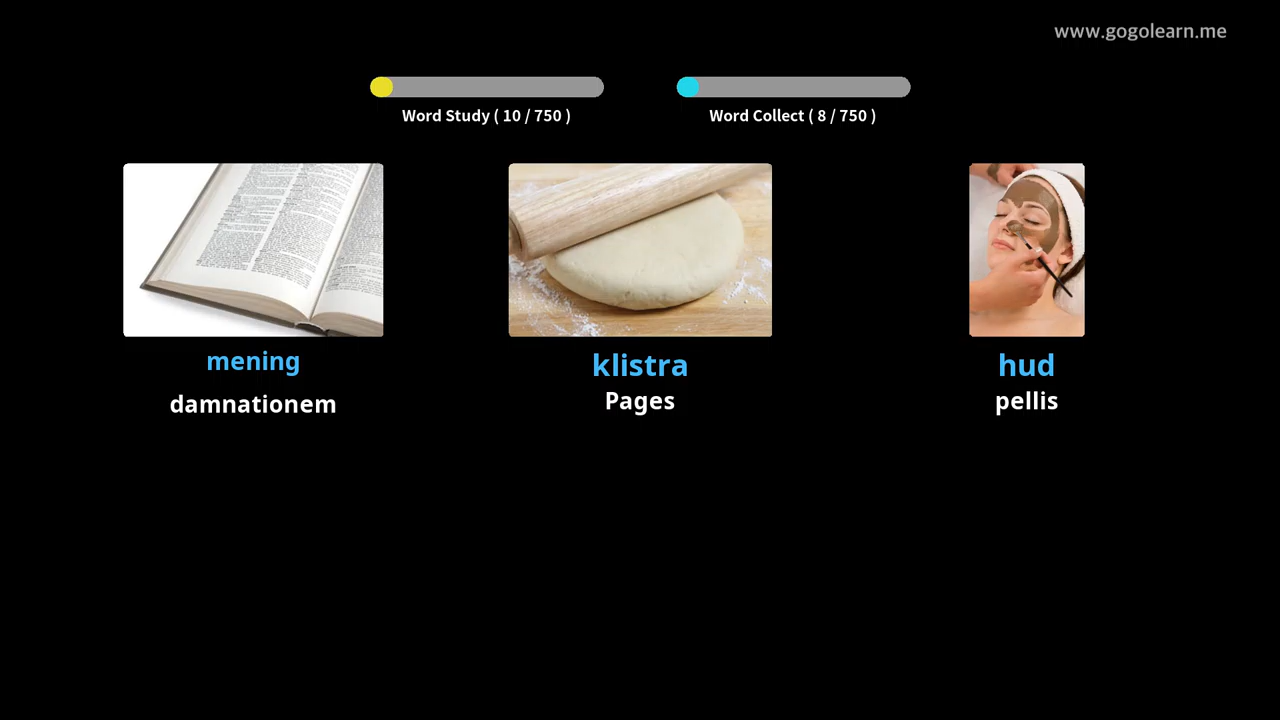 www.gogolearn.me
Word Study ( 10 / 750 )
Word Collect ( 8 / 750 )
mening
klistra
hud
damnationem
Pages
pellis